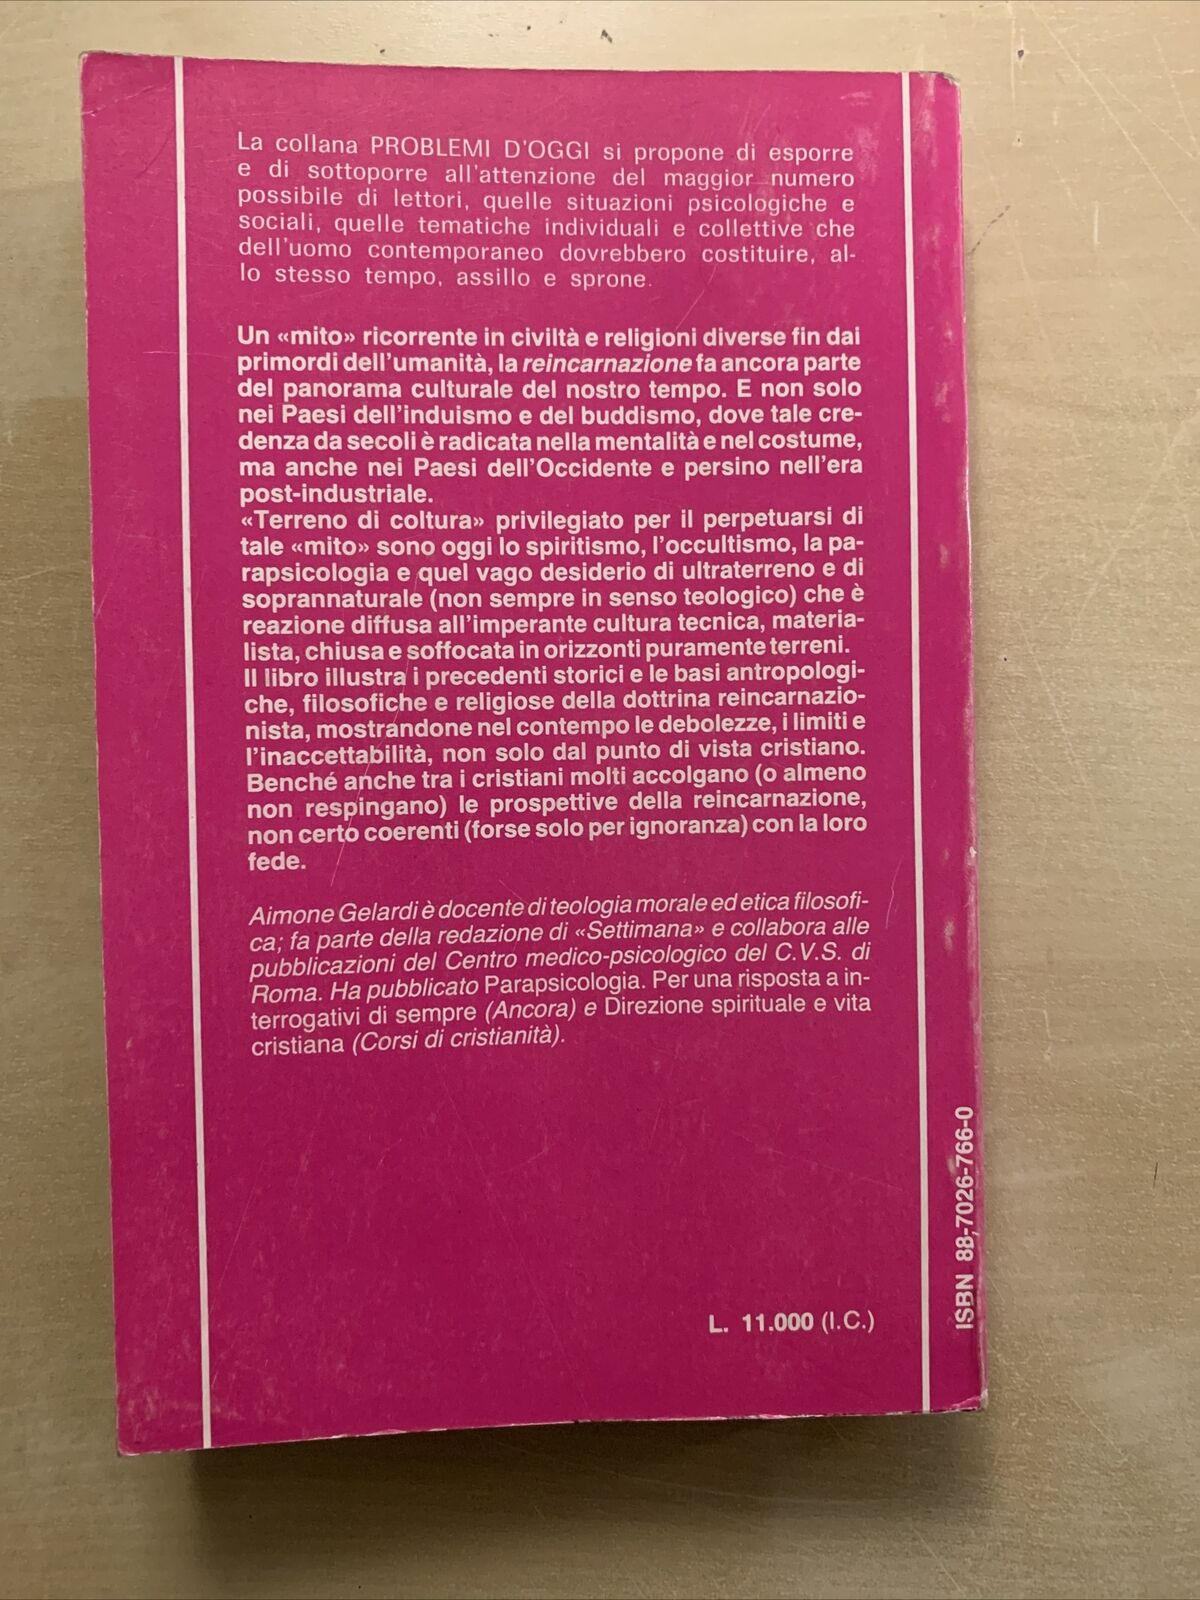 La collana PROBLEMI D'OGGI si propone di esporre
e di sottoporre all'attenzione del maggior numero
possibile di lettori, quelle situazioni psicologiche e
sociali, quelle tematiche individuali e collettive che
dell'uomo contemporaneo dovrebbero costituire, al-
lo stesso tempo, assillo e sprone.
Un «mito» ricorrente in civiltà e religioni diverse fin dai
primordi dell'umanità, la reincarnazione fa ancora parte
del panorama culturale del nostro tempo. E non solo
nei Paesi dell'induismo e del buddismo, dove tale cre-
denza da secoli è radicata nella mentalità e nel costume,
ma anche nei Paesi dell'Occidente e persino nell'era
post-industriale.
«Terreno di coltura» privilegiato per il perpetuarsi di
tale «mito» sono oggi lo spiritismo, l'occultismo, la pa-
rapsicologia e quel vago desiderio di ultraterreno e di
soprannaturale (non sempre in senso teologico) che è
reazione diffusa all'imperante cultura tecnica, materia-
lista, chiusa e soffocata in orizzonti puramente terreni.
Il libro illustra i precedenti storici e le basi antropologi-
che, filosofiche e religiose della dottrina reincarnazio-
nista, mostrandone nel contempo le debolezze, i limiti e
l'inaccettabilità, non solo dal punto di vista cristiano.
Benché anche tra i cristiani molti accolgano (o almeno
non respingano) le prospettive della reincarnazione,
non certo coerenti (forse solo per ignoranza) con la loro
fede.
Aimone Gelardi è docente di teologia morale ed etica filosofi-
ca; fa parte della redazione di «Settimana» e collabora alle
pubblicazioni del Centro medico-psicologico del C.V.S. di
Roma. Ha pubblicato Parapsicologia. Per una risposta a in-
terrogativi di sempre (Ancora) e Direzione spirituale e vita
cristiana (Corsi di cristianità).
L. 11.000 (I.C.)
ISBN 88-7026-766-0